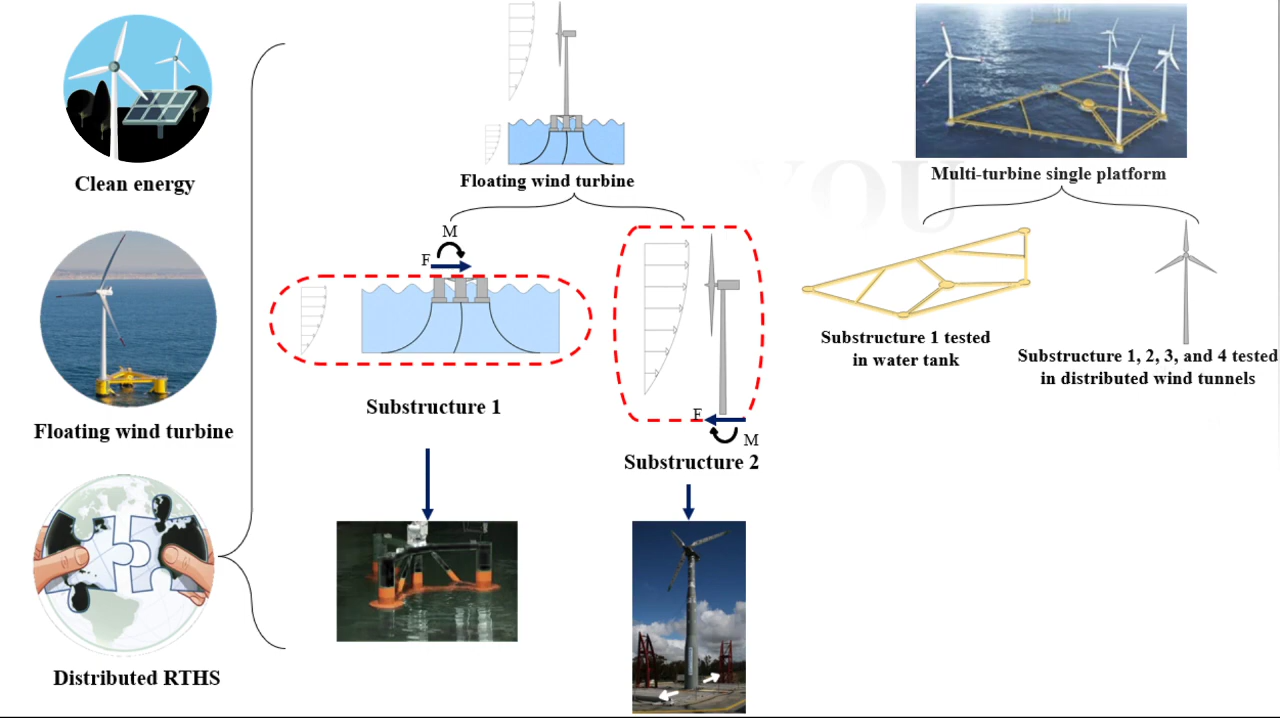 Clean energy
Floating wind turbine
Distributed RTHS
Floating wind turbine
M
F
Substructure 1
F
M
Substructure 2
YOU
Multi-turbine single platform
Substructure 1 tested
in water tank
Substructure 1, 2, 3, and 4 tested
in distributed wind tunnels